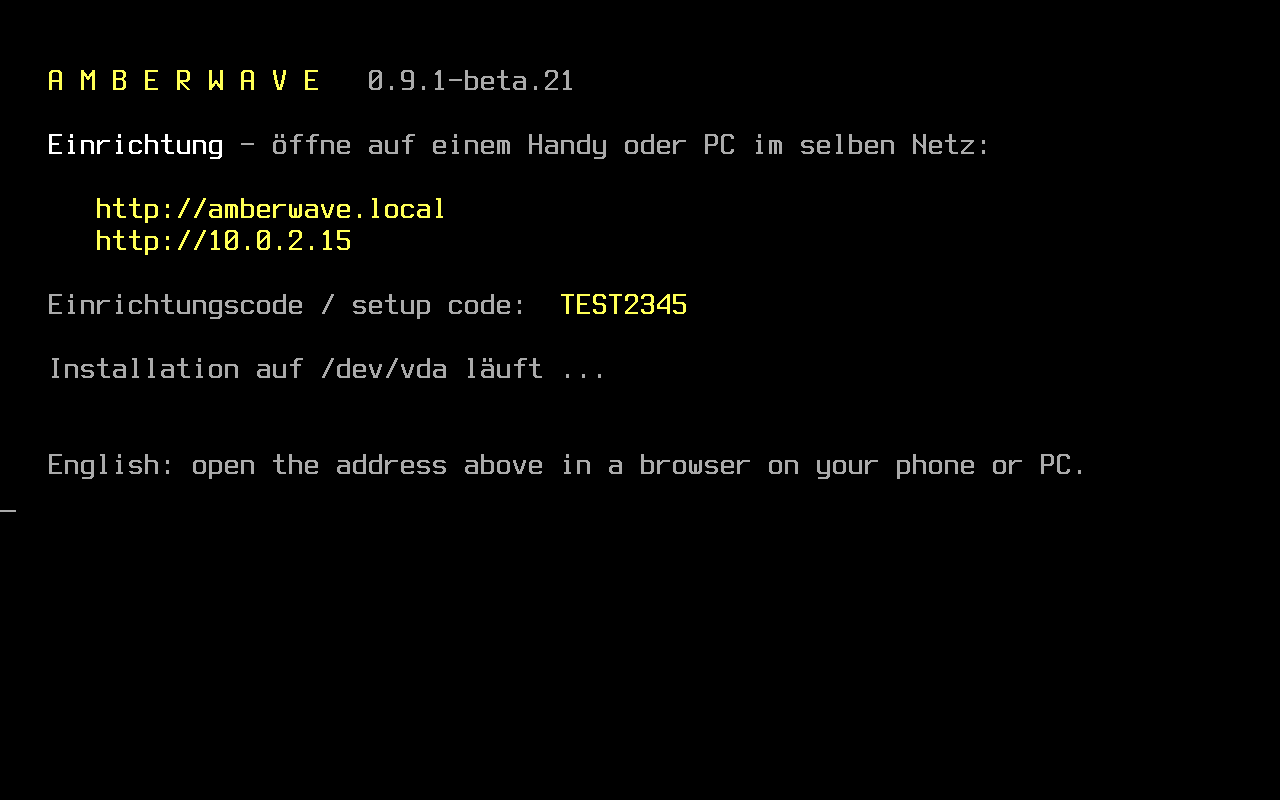 A M B E R W A V E   0.9.1-beta.21
Einrichtung - öffne auf einem Handy oder PC im selben Netz:
http://amberwave.local
http://10.0.2.15
Einrichtungscode / setup code:  TEST2345
Installation auf /dev/vda läuft ...
English: open the address above in a browser on your phone or PC.